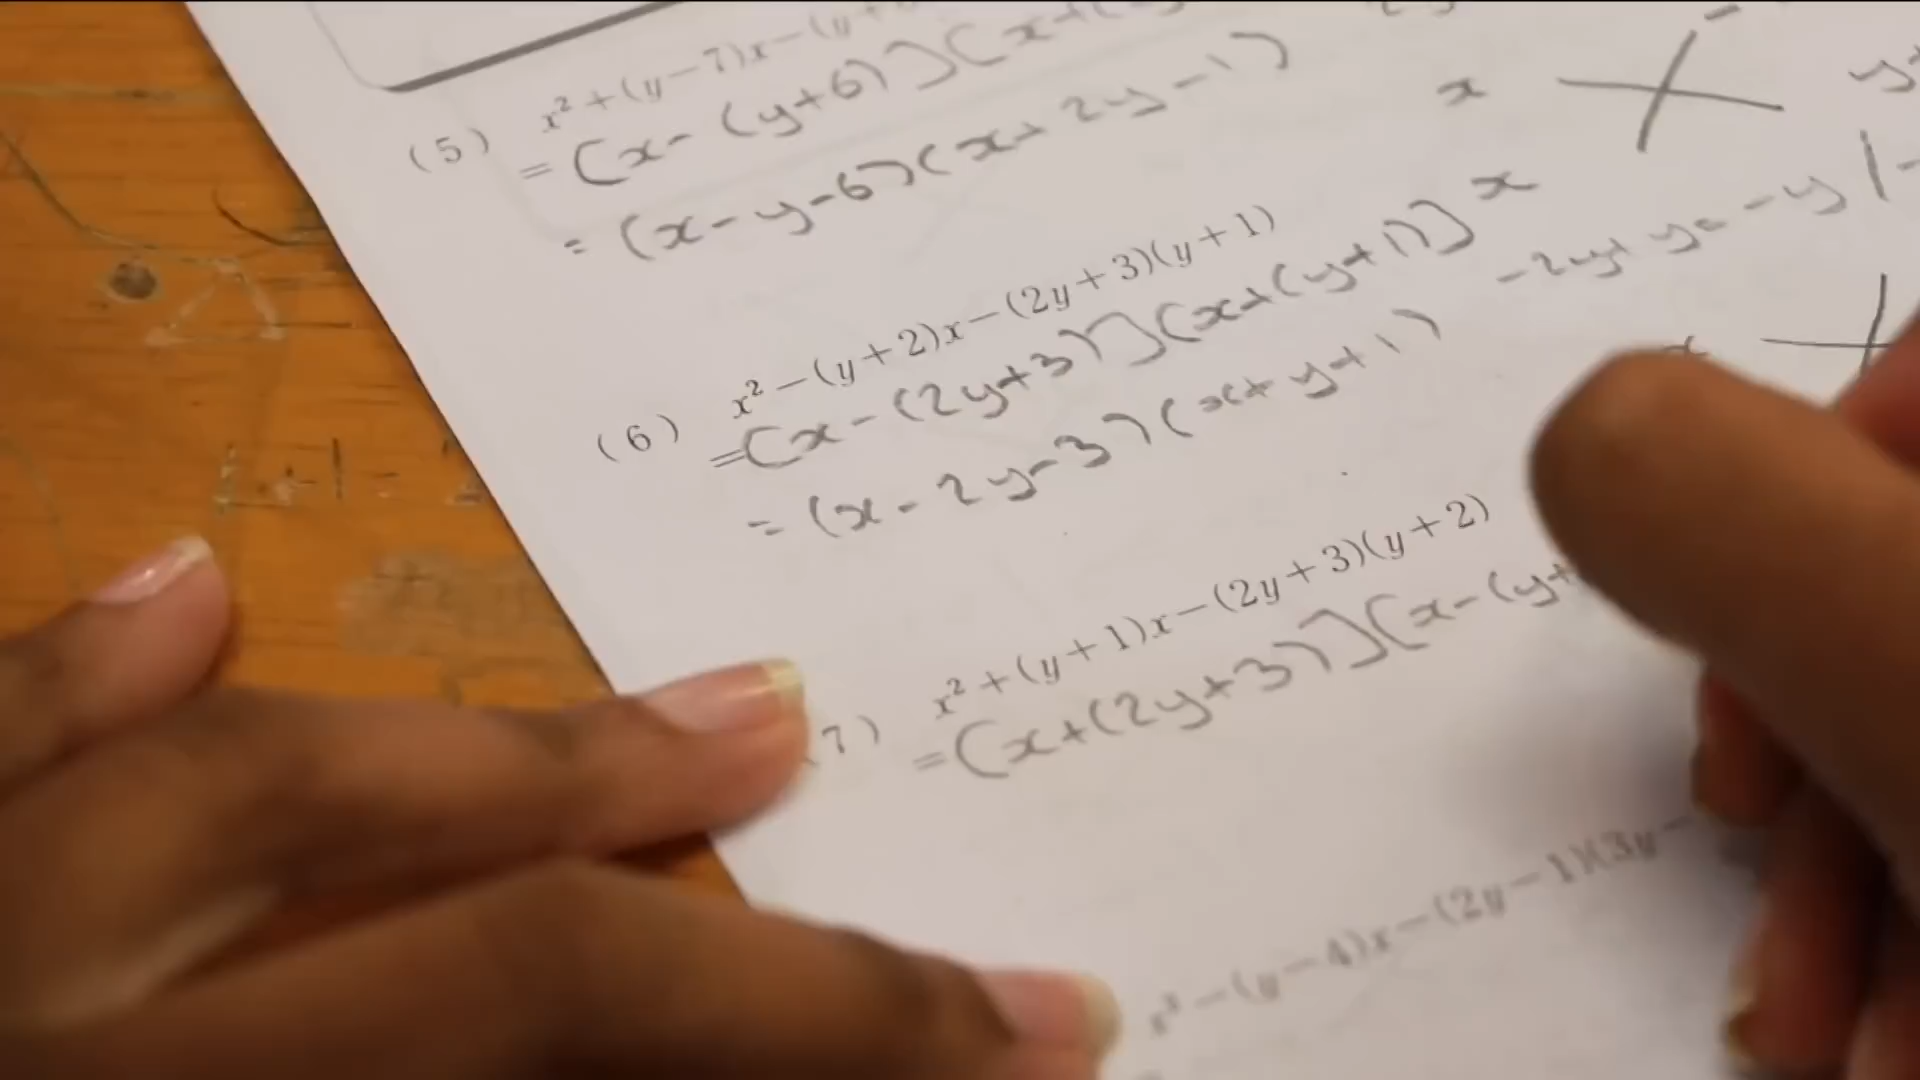 (5) x² + (y − 7)x − (y +
= [x − (y + 6)][x + (
= (x − y − 6)(x + 2y − 1)
x
y+
x
(6) x² − (y + 2)x − (2y + 3)(y + 1)
= [x − (2y + 3)][x + (y + 1)]
= (x − 2y − 3)(x + y + 1)
−2y + y = −y
(7) x² + (y + 1)x − (2y + 3)(y + 2)
= [x + (2y + 3)][x − (y +
x² − (y − 4)x − (2y − 1)(3y −